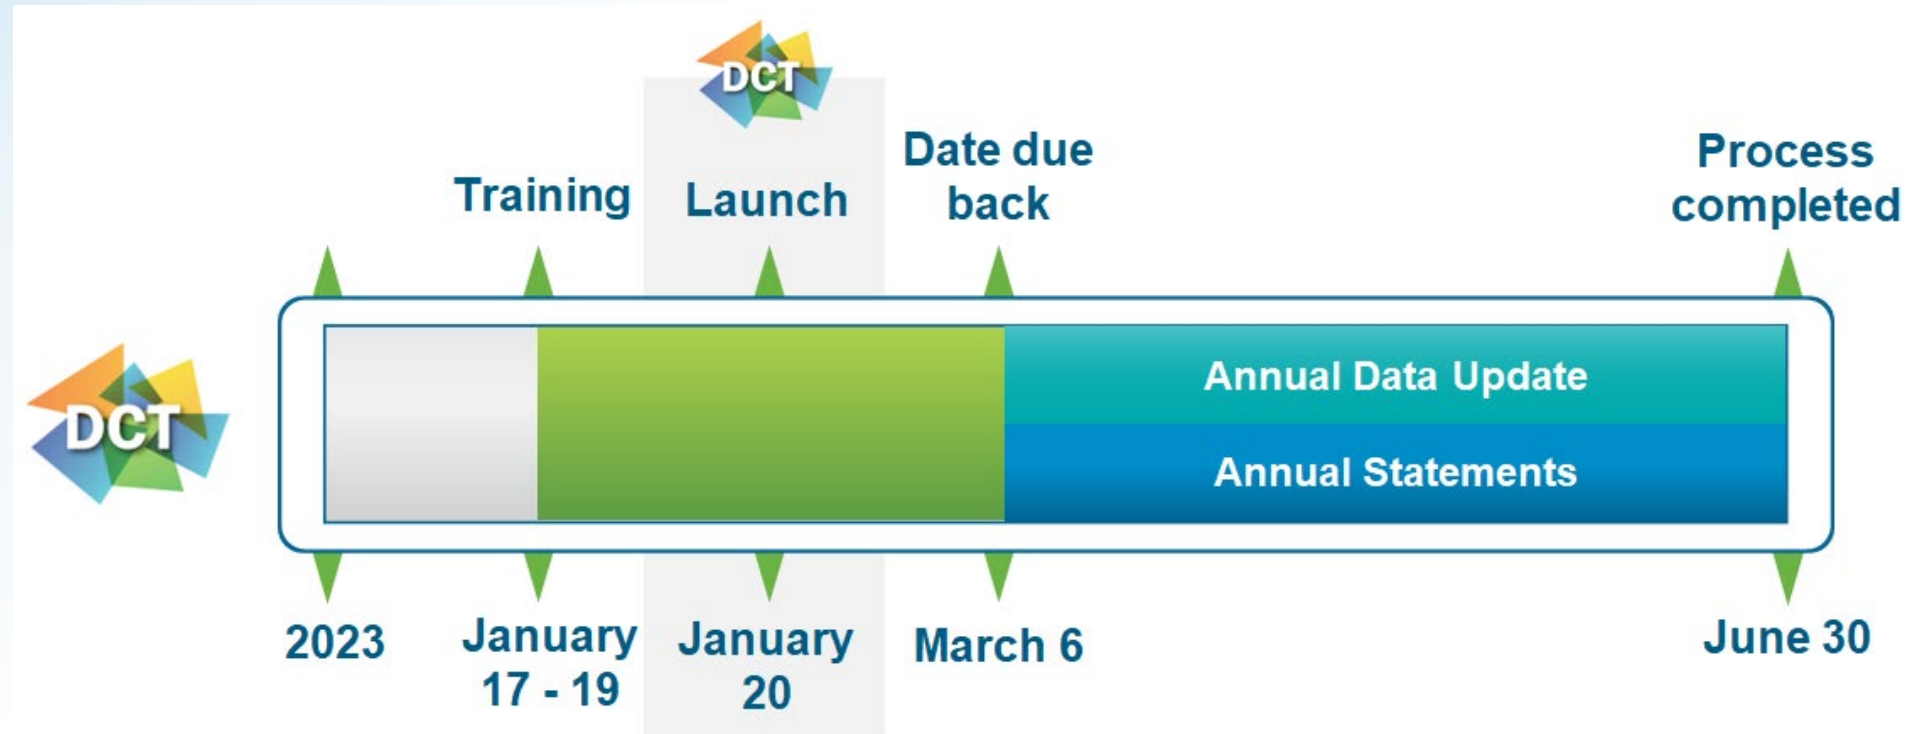 DCT
Training
Launch
Date due
back
Process
completed
DCT
Annual Data Update
Annual Statements
2023
January
17 - 19
January
20
March 6
June 30